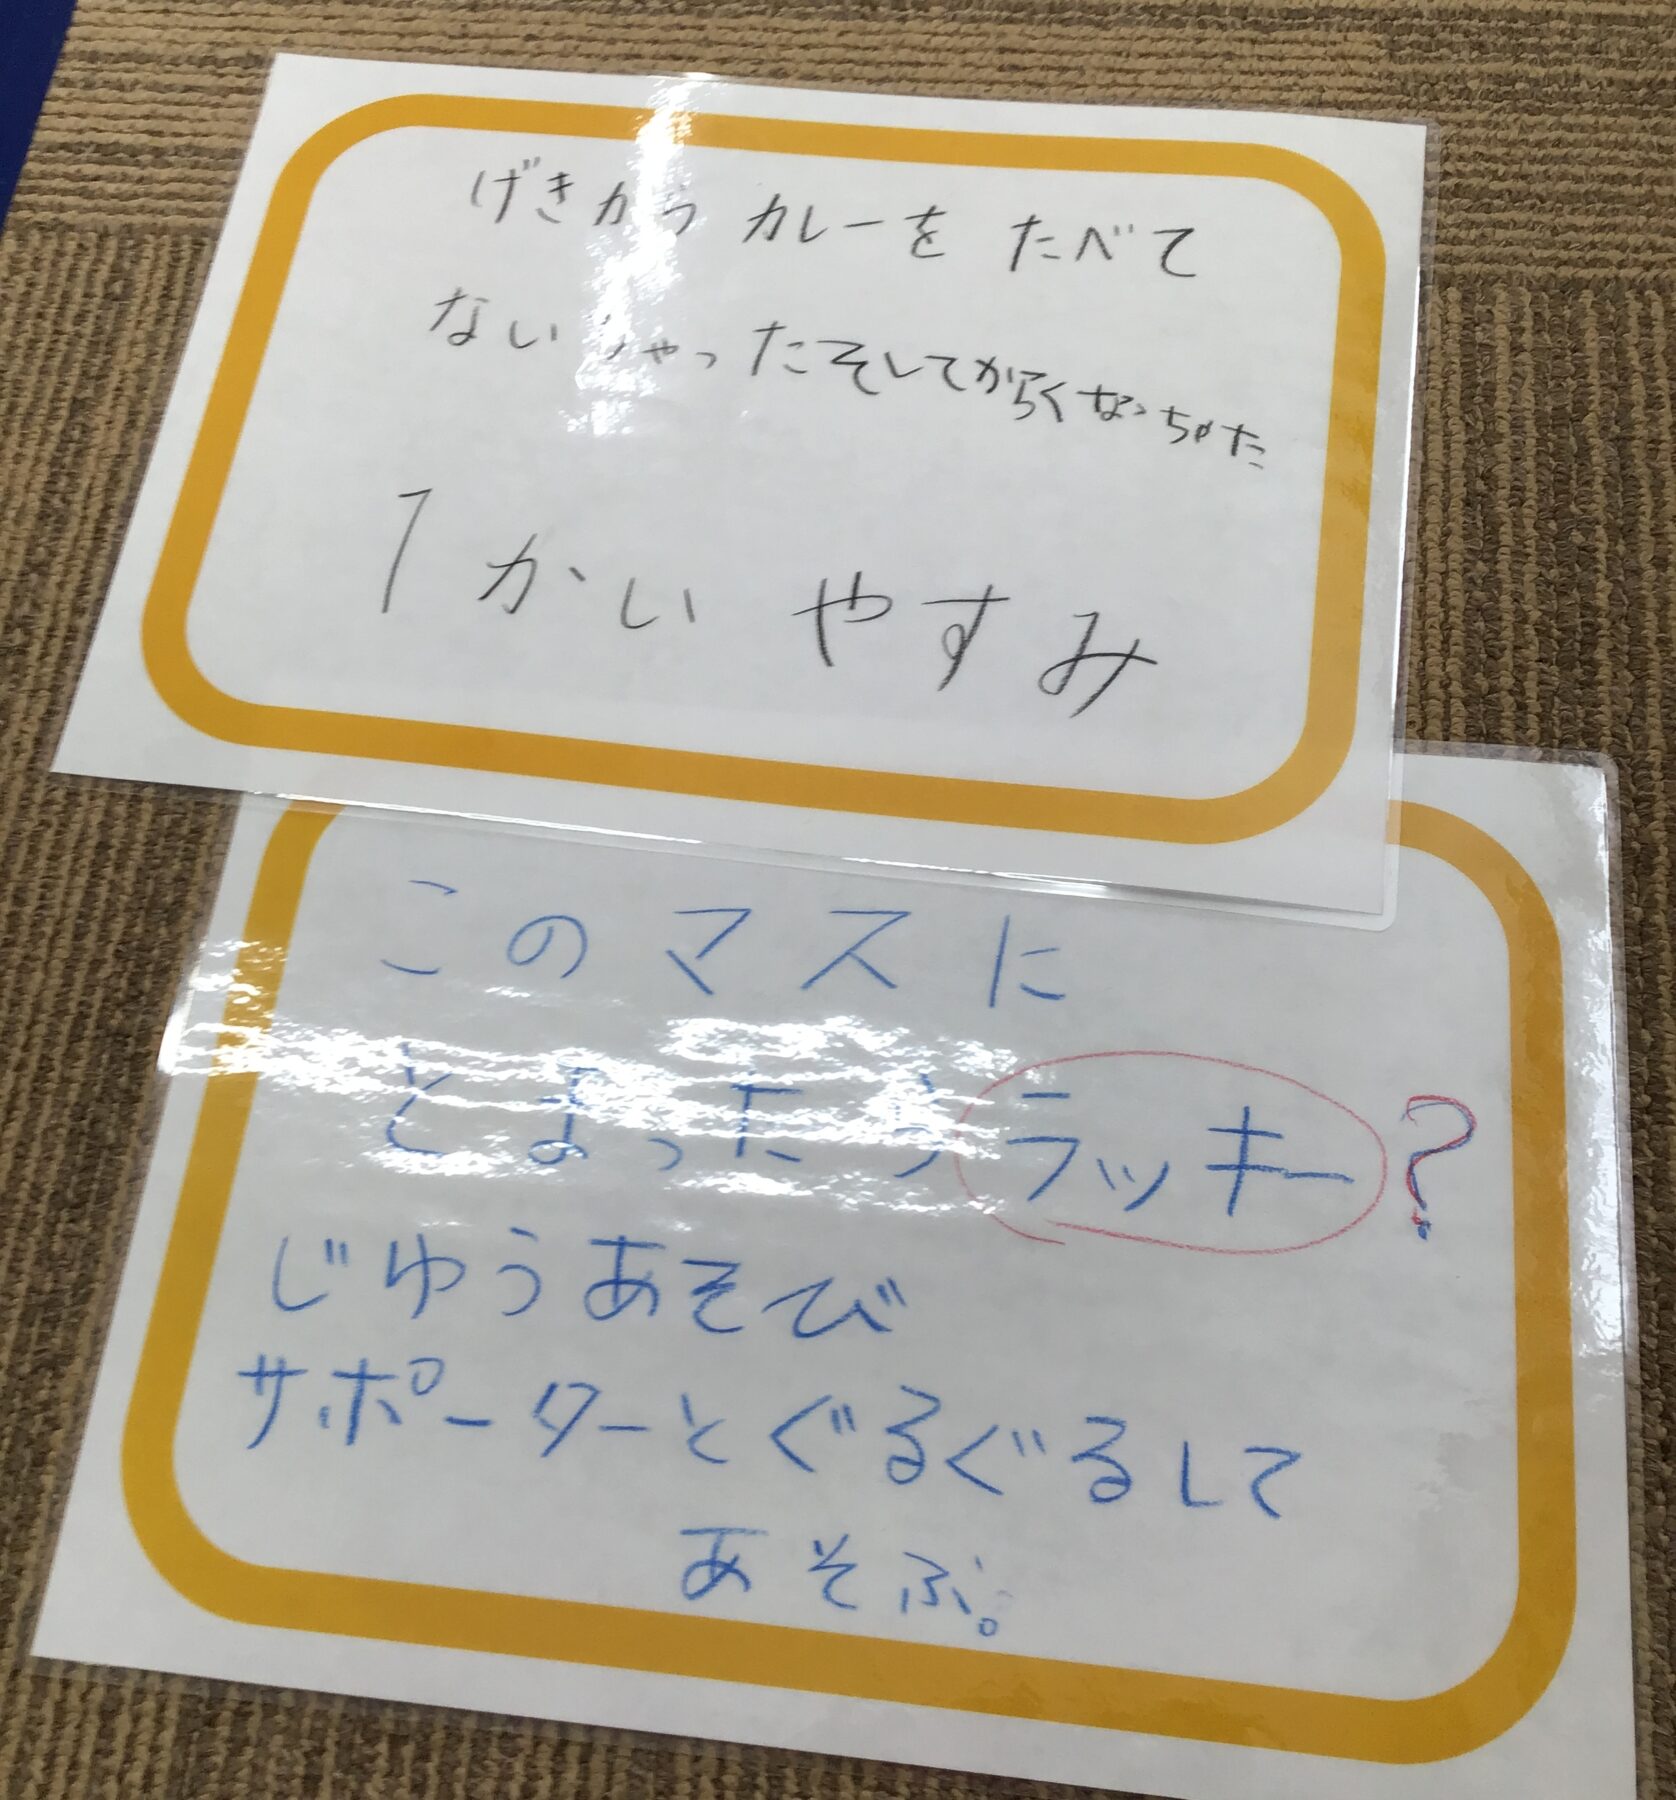 げきから カレーを たべて
ないちゃったそしてからくなっちゃた
1かい やすみ
このマスに
とまったらラッキー?
じゆうあそび
サポーターとぐるぐるして
あそぶ。